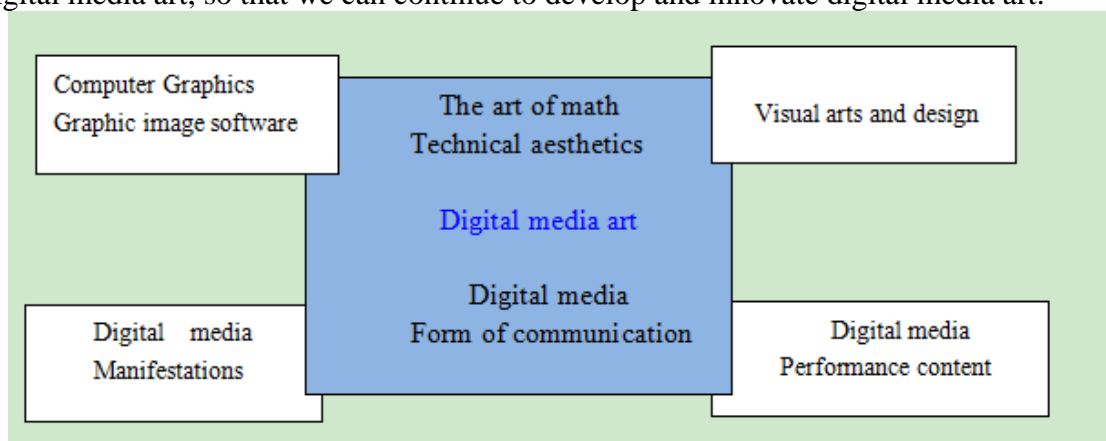 gital media art, so that we can continue to develop and innovate digital media art.
Computer Graphics
Graphic image software
The art of math
Technical aesthetics
Visual arts and design
Digital media art
Digital media
Form of communication
Digital media
Manifestations
Digital media
Performance content